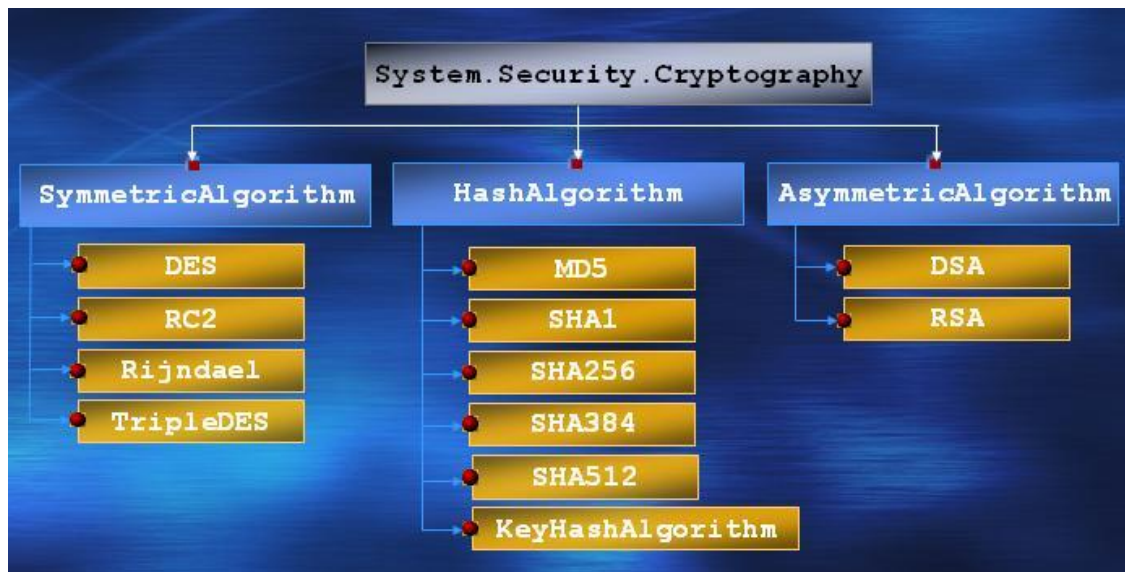 System.Security.Cryptography
SymmetricAlgorithm
DES
RC2
Rijndael
TripleDES
HashAlgorithm
MD5
SHA1
SHA256
SHA384
SHA512
KeyHashAlgorithm
AsymmetricAlgorithm
DSA
RSA